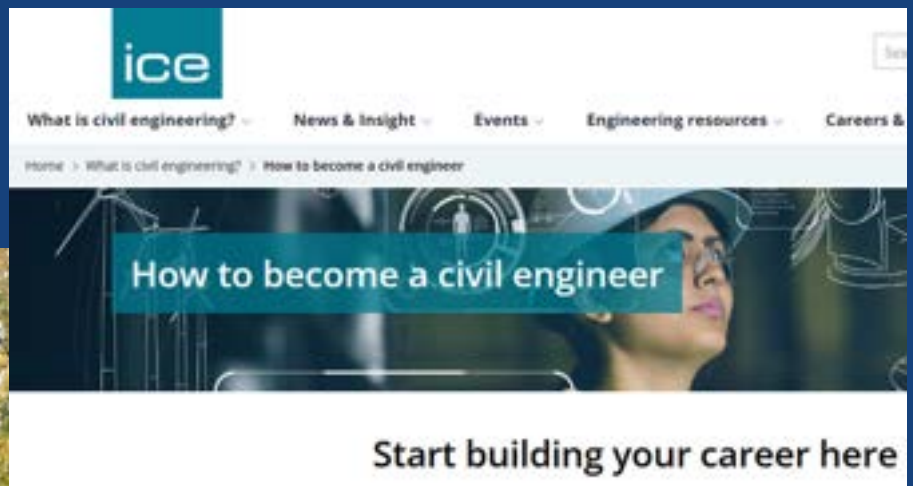 ice
What is civil engineering? News & Insight Events Engineering resources Careers &
Home > What is civil engineering? > How to become a civil engineer
How to become a civil engineer
Start building your career here